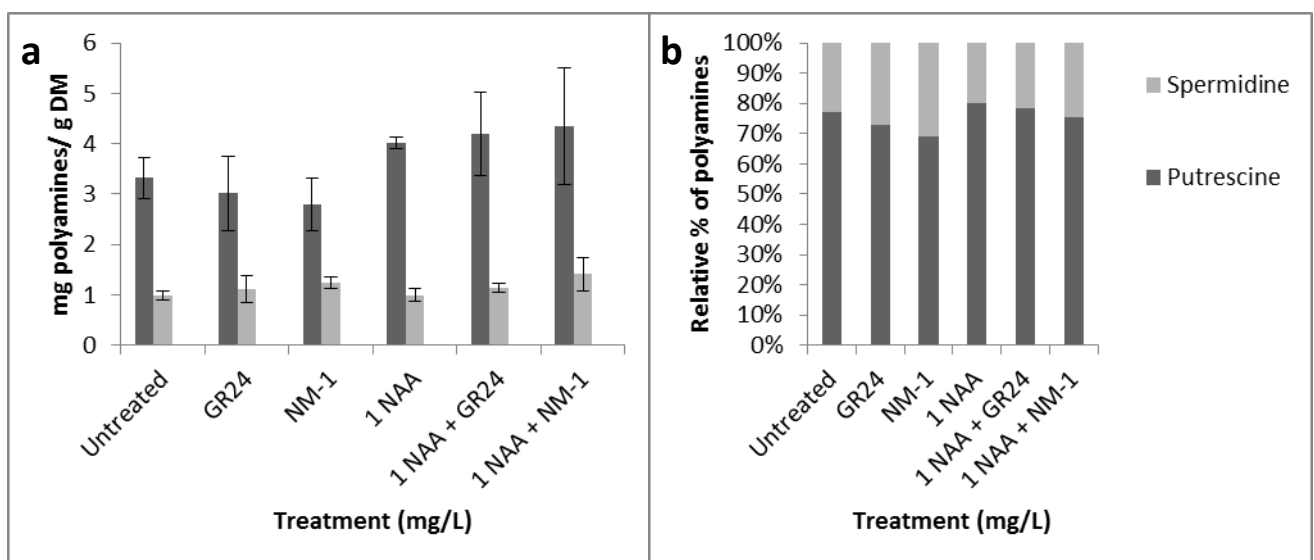 a
mg polyamines/ g DM
6
5
4
3
2
1
0
Untreated
GR24
NM-1
1 NAA
1 NAA + GR24
1 NAA + NM-1
Treatment (mg/L)
b
Relative % of polyamines
100%
90%
80%
70%
60%
50%
40%
30%
20%
10%
0%
Untreated
GR24
NM-1
1 NAA
1 NAA + GR24
1 NAA + NM-1
Treatment (mg/L)
Spermidine
Putrescine